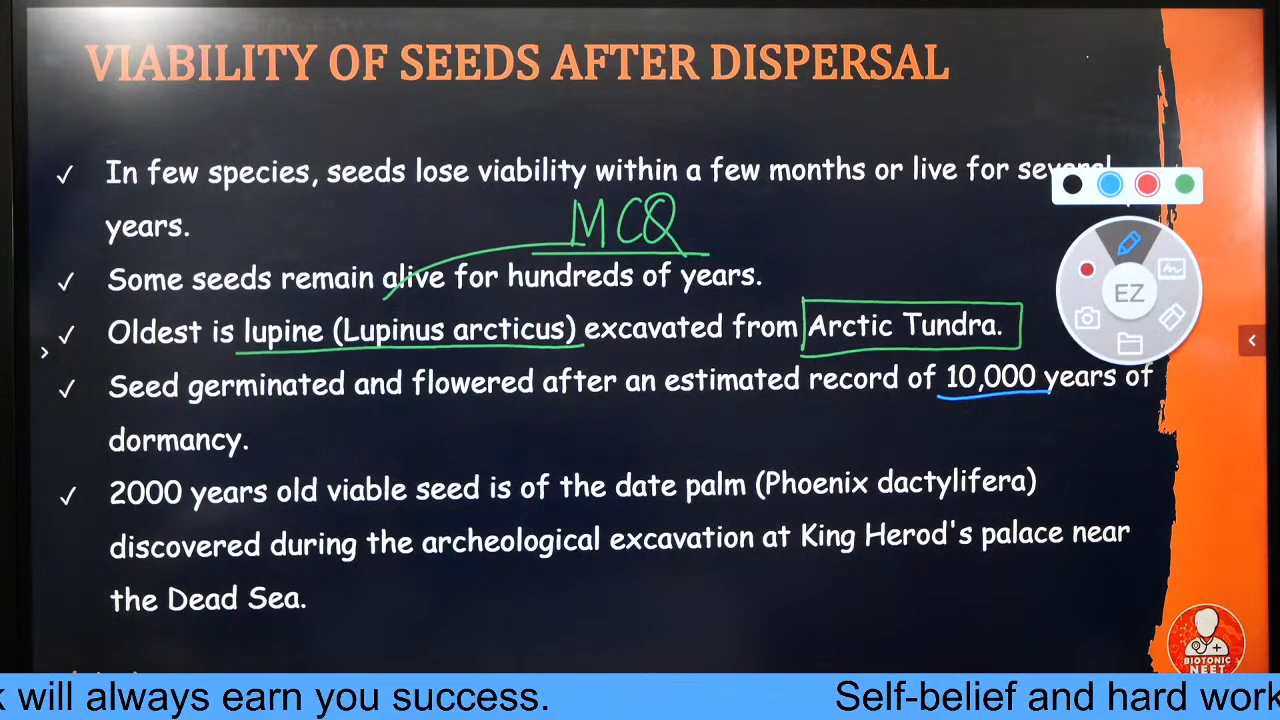 VIABILITY OF SEEDS AFTER DISPERSAL
✓ In few species, seeds lose viability within a few months or live for several
years.
MCQ
✓ Some seeds remain alive for hundreds of years.
✓ Oldest is lupine (Lupinus arcticus) excavated from Arctic Tundra.
✓ Seed germinated and flowered after an estimated record of 10,000 years of
dormancy.
✓ 2000 years old viable seed is of the date palm (Phoenix dactylifera)
discovered during the archeological excavation at King Herod's palace near
the Dead Sea.
EZ
BIOTONIC
NEET
k will always earn you success. Self-belief and hard work